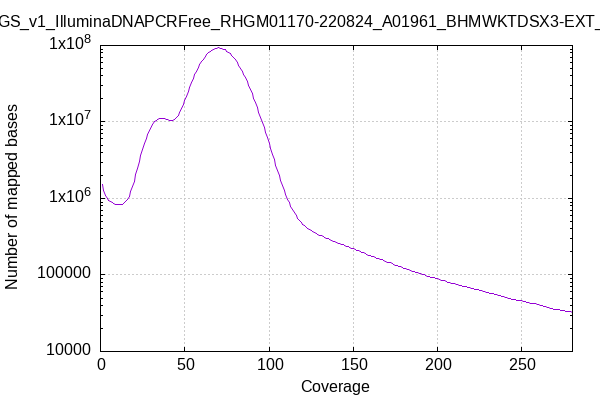 GS_v1_IlluminaDNAPCRFree_RHGM01170-220824_A01961_BHMWKTDSX3-EXT_
1x10^8
1x10^7
1x10^6
100000
10000
Number of mapped bases
0 50 100 150 200 250
Coverage